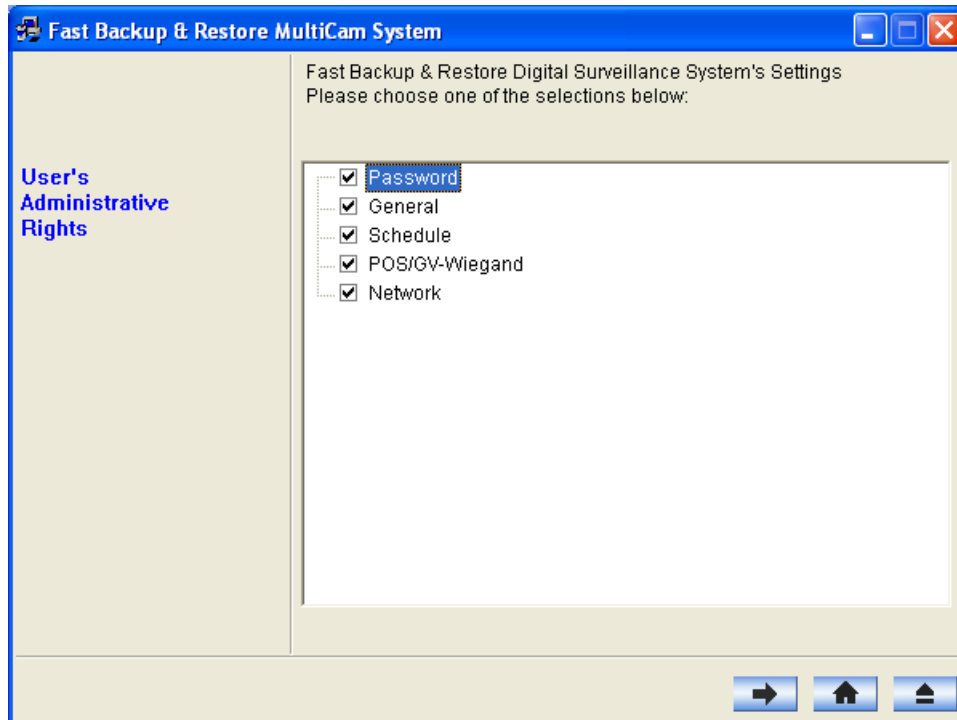 Fast Backup & Restore MultiCam System
Fast Backup & Restore Digital Surveillance System's Settings
Please choose one of the selections below:
User's
Administrative
Rights
Password
General
Schedule
POS/GV-Wiegand
Network